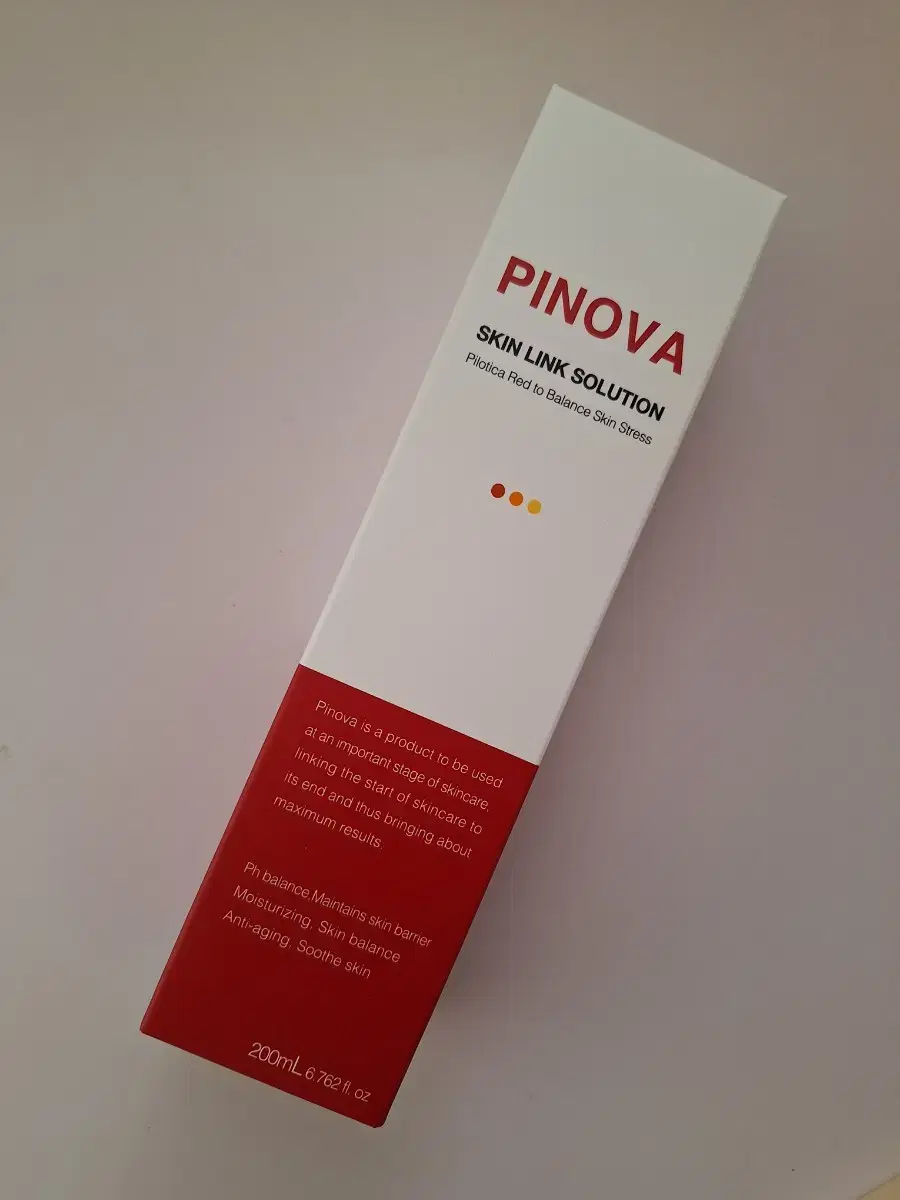 PINOVA
SKIN LINK SOLUTION
Pilotica Red to Balance Skin Stress
Pinova is a product to be used
at an important stage of skincare,
linking the start of skincare to
its end and thus bringing about
maximum results.
Ph balance,Maintains skin barrier
Moisturizing, Skin balance
Anti-aging, Soothe skin
200mL 6.762 fl. oz